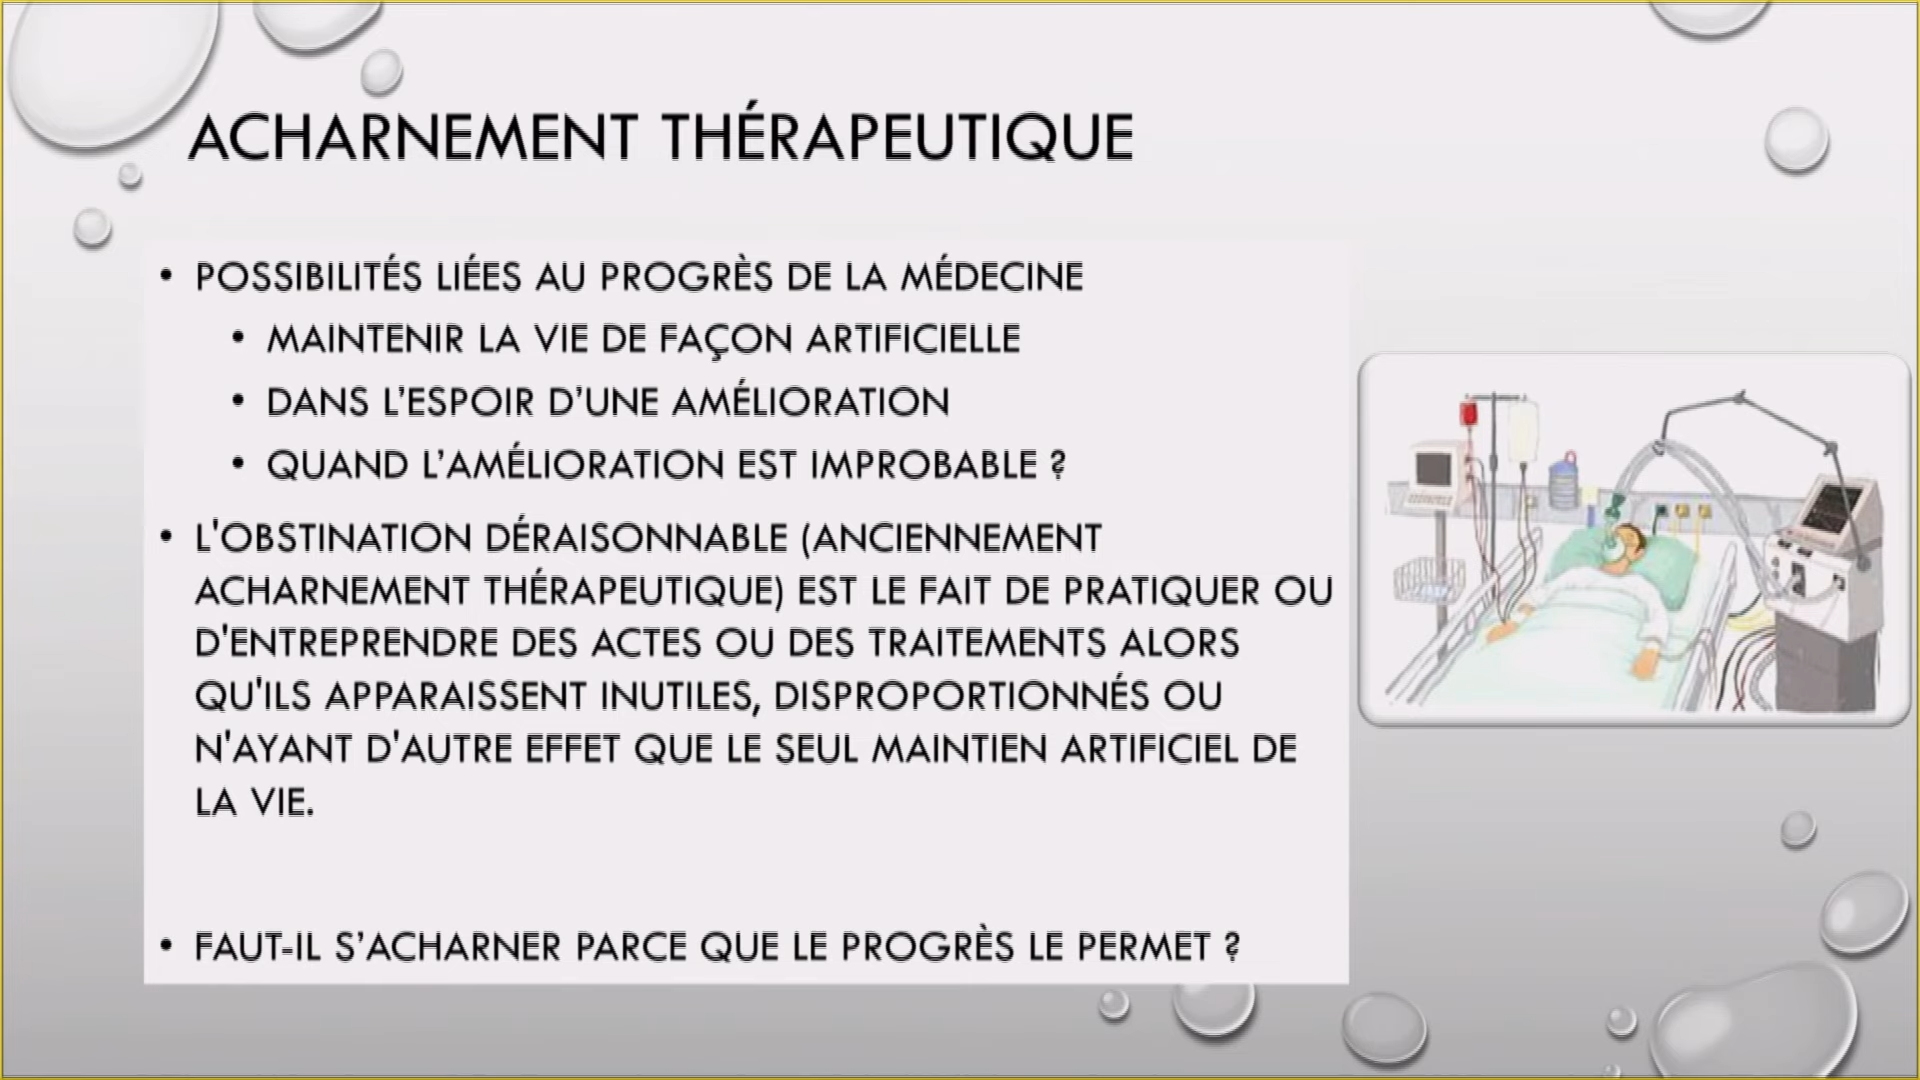 ACHARNEMENT THÉRAPEUTIQUE
• POSSIBILITÉS LIÉES AU PROGRÈS DE LA MÉDECINE
• MAINTENIR LA VIE DE FAÇON ARTIFICIELLE
• DANS L’ESPOIR D’UNE AMÉLIORATION
• QUAND L’AMÉLIORATION EST IMPROBABLE ?
• L'OBSTINATION DÉRAISONNABLE (ANCIENNEMENT
ACHARNEMENT THÉRAPEUTIQUE) EST LE FAIT DE PRATIQUER OU
D'ENTREPRENDRE DES ACTES OU DES TRAITEMENTS ALORS
QU'ILS APPARAISSENT INUTILES, DISPROPORTIONNÉS OU
N'AYANT D'AUTRE EFFET QUE LE SEUL MAINTIEN ARTIFICIEL DE
LA VIE.
• FAUT-IL S’ACHARNER PARCE QUE LE PROGRÈS LE PERMET ?